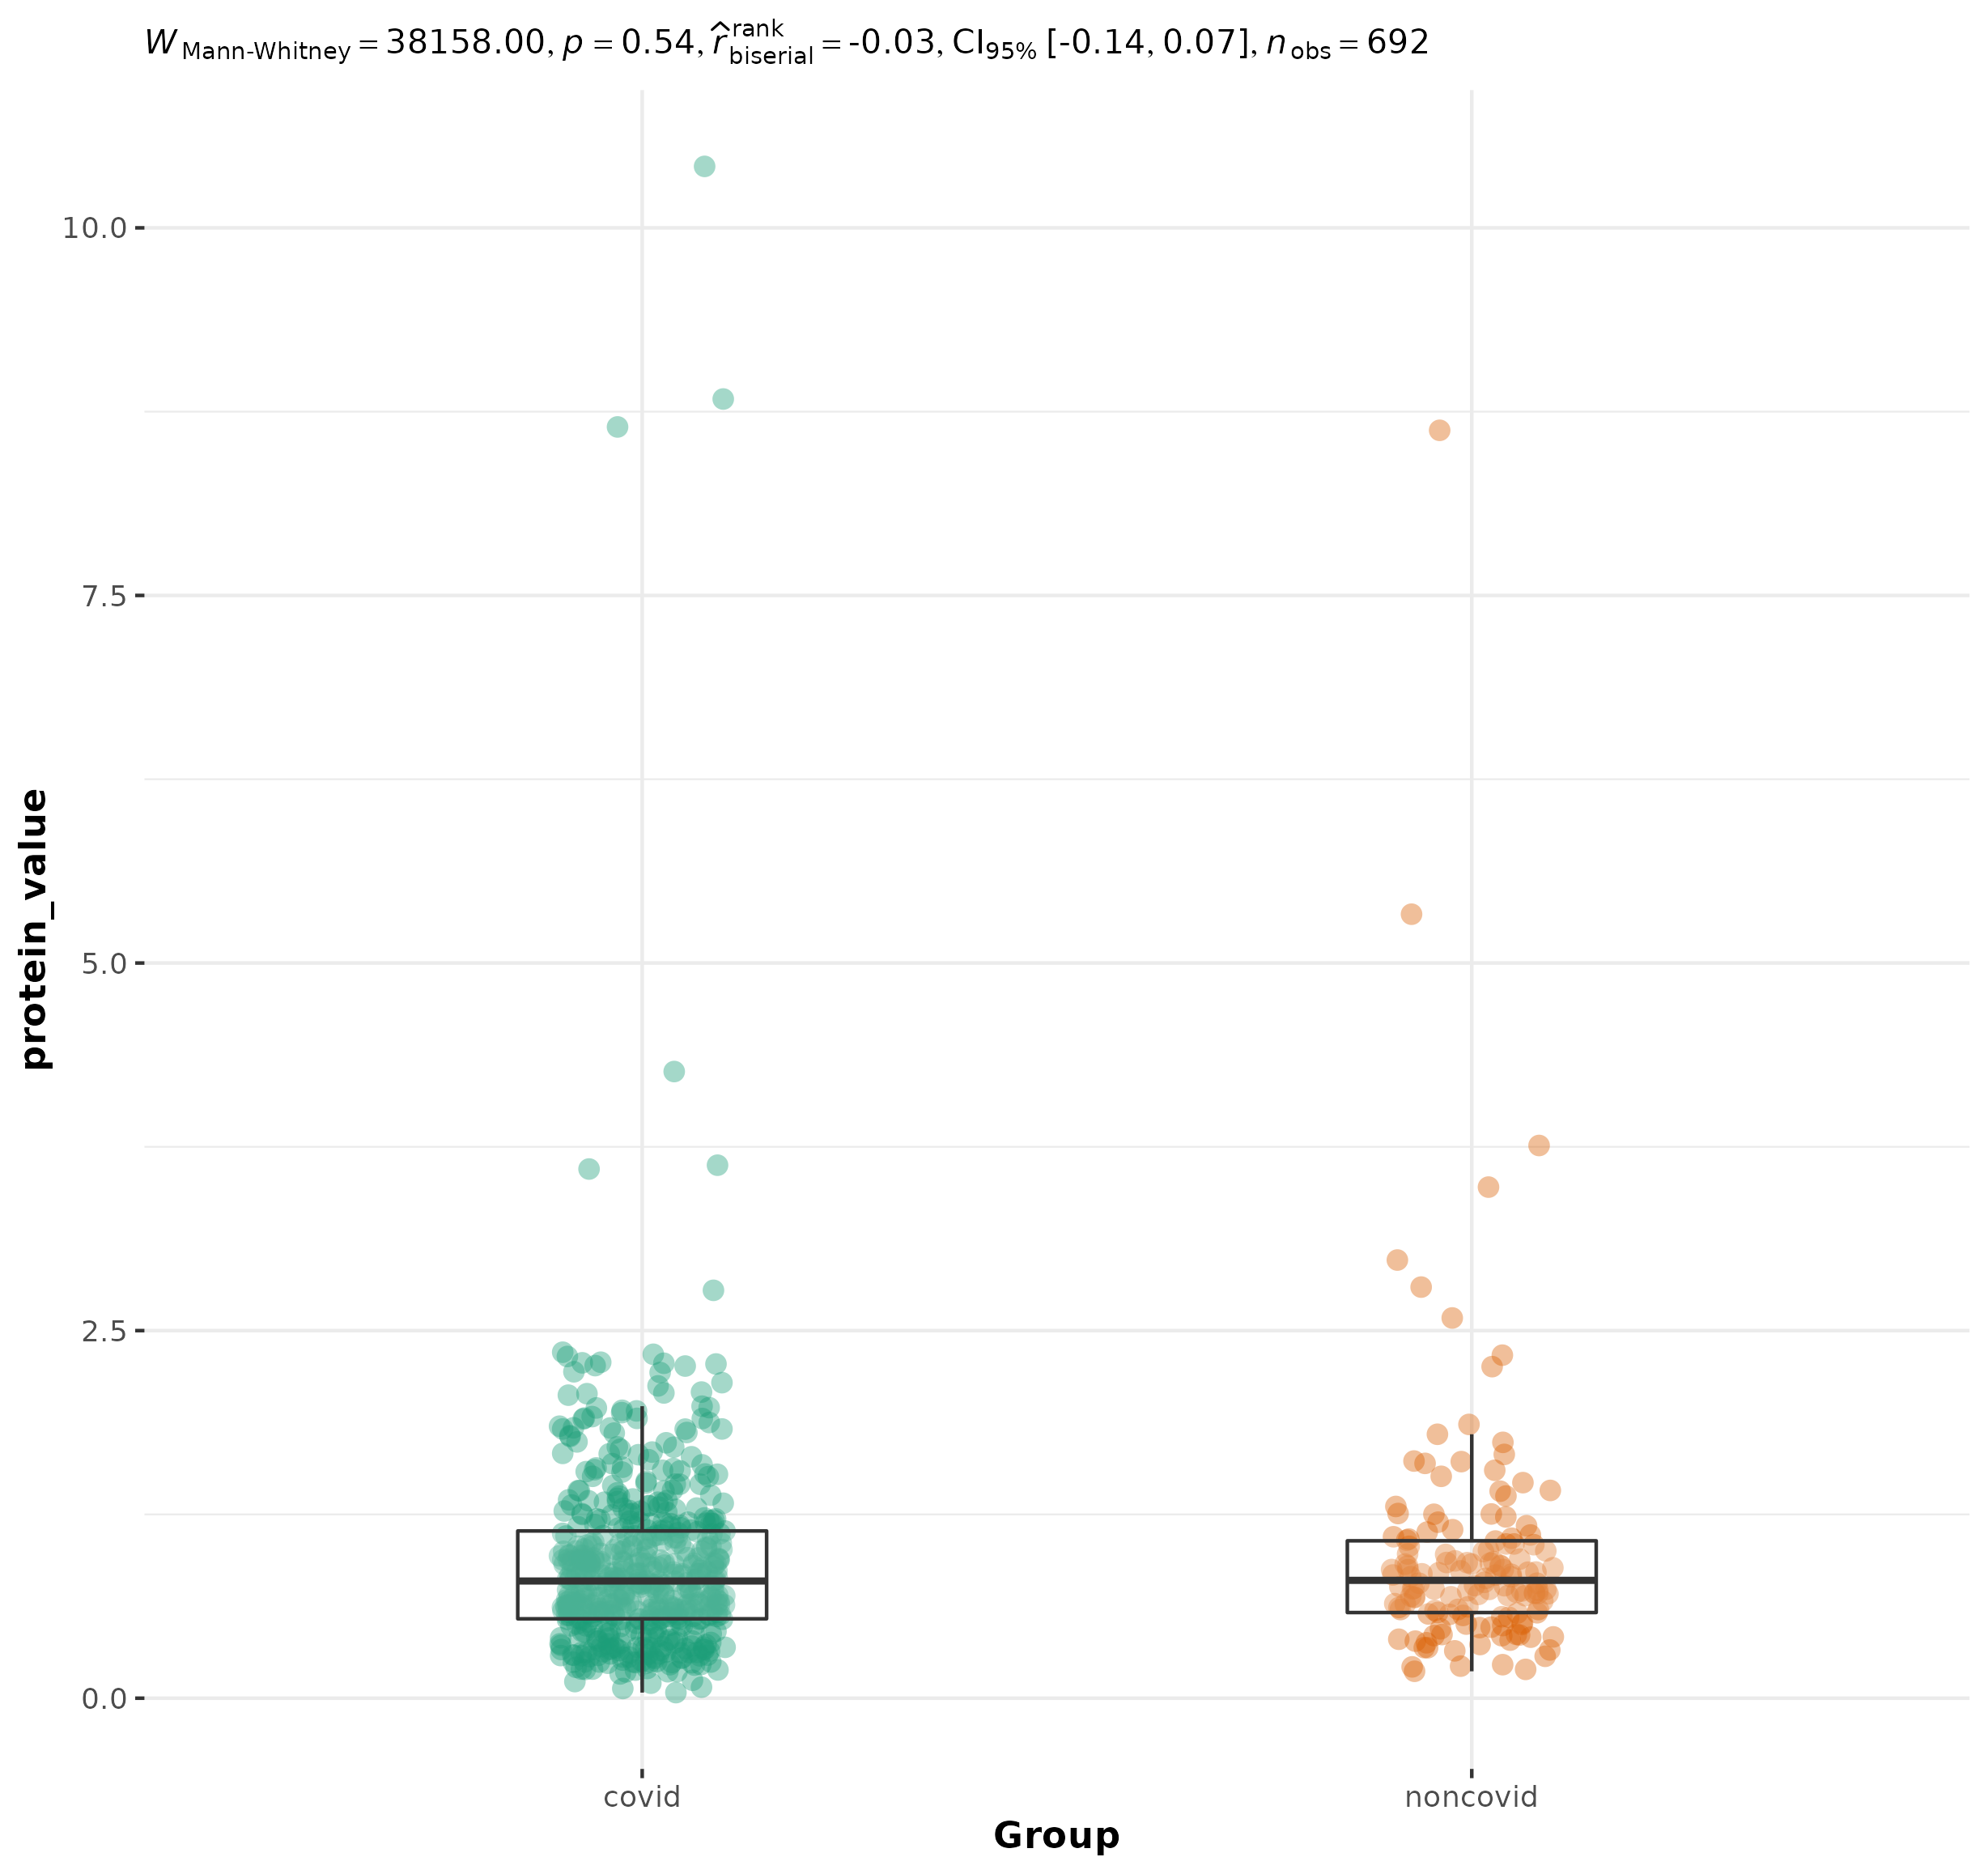 W Mann-Whitney = 38158.00, p = 0.54, r̂ rank biserial = -0.03, CI95% [-0.14, 0.07], n obs = 692
10.0
7.5
5.0
2.5
0.0
protein_value
covid noncovid
Group